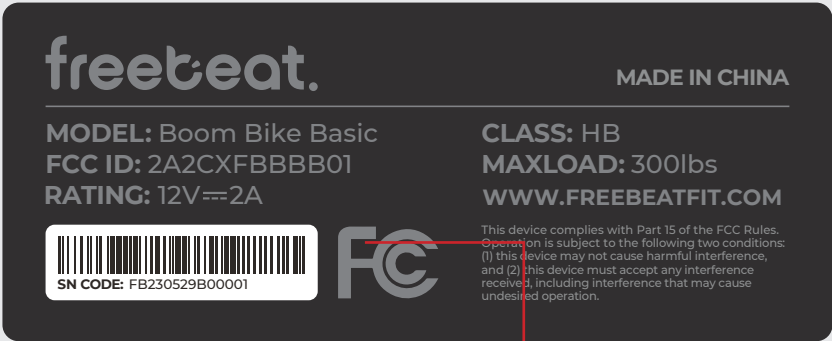 freebeat.
MADE IN CHINA
MODEL: Boom Bike Basic
FCC ID: 2A2CXFBBBB01
RATING: 12V⎓2A
CLASS: HB
MAXLOAD: 300lbs
WWW.FREEBEATFIT.COM
SN CODE: FB230529B00001
FC
This device complies with Part 15 of the FCC Rules.
Operation is subject to the following two conditions:
(1) this device may not cause harmful interference,
and (2) this device must accept any interference
received, including interference that may cause
undesired operation.